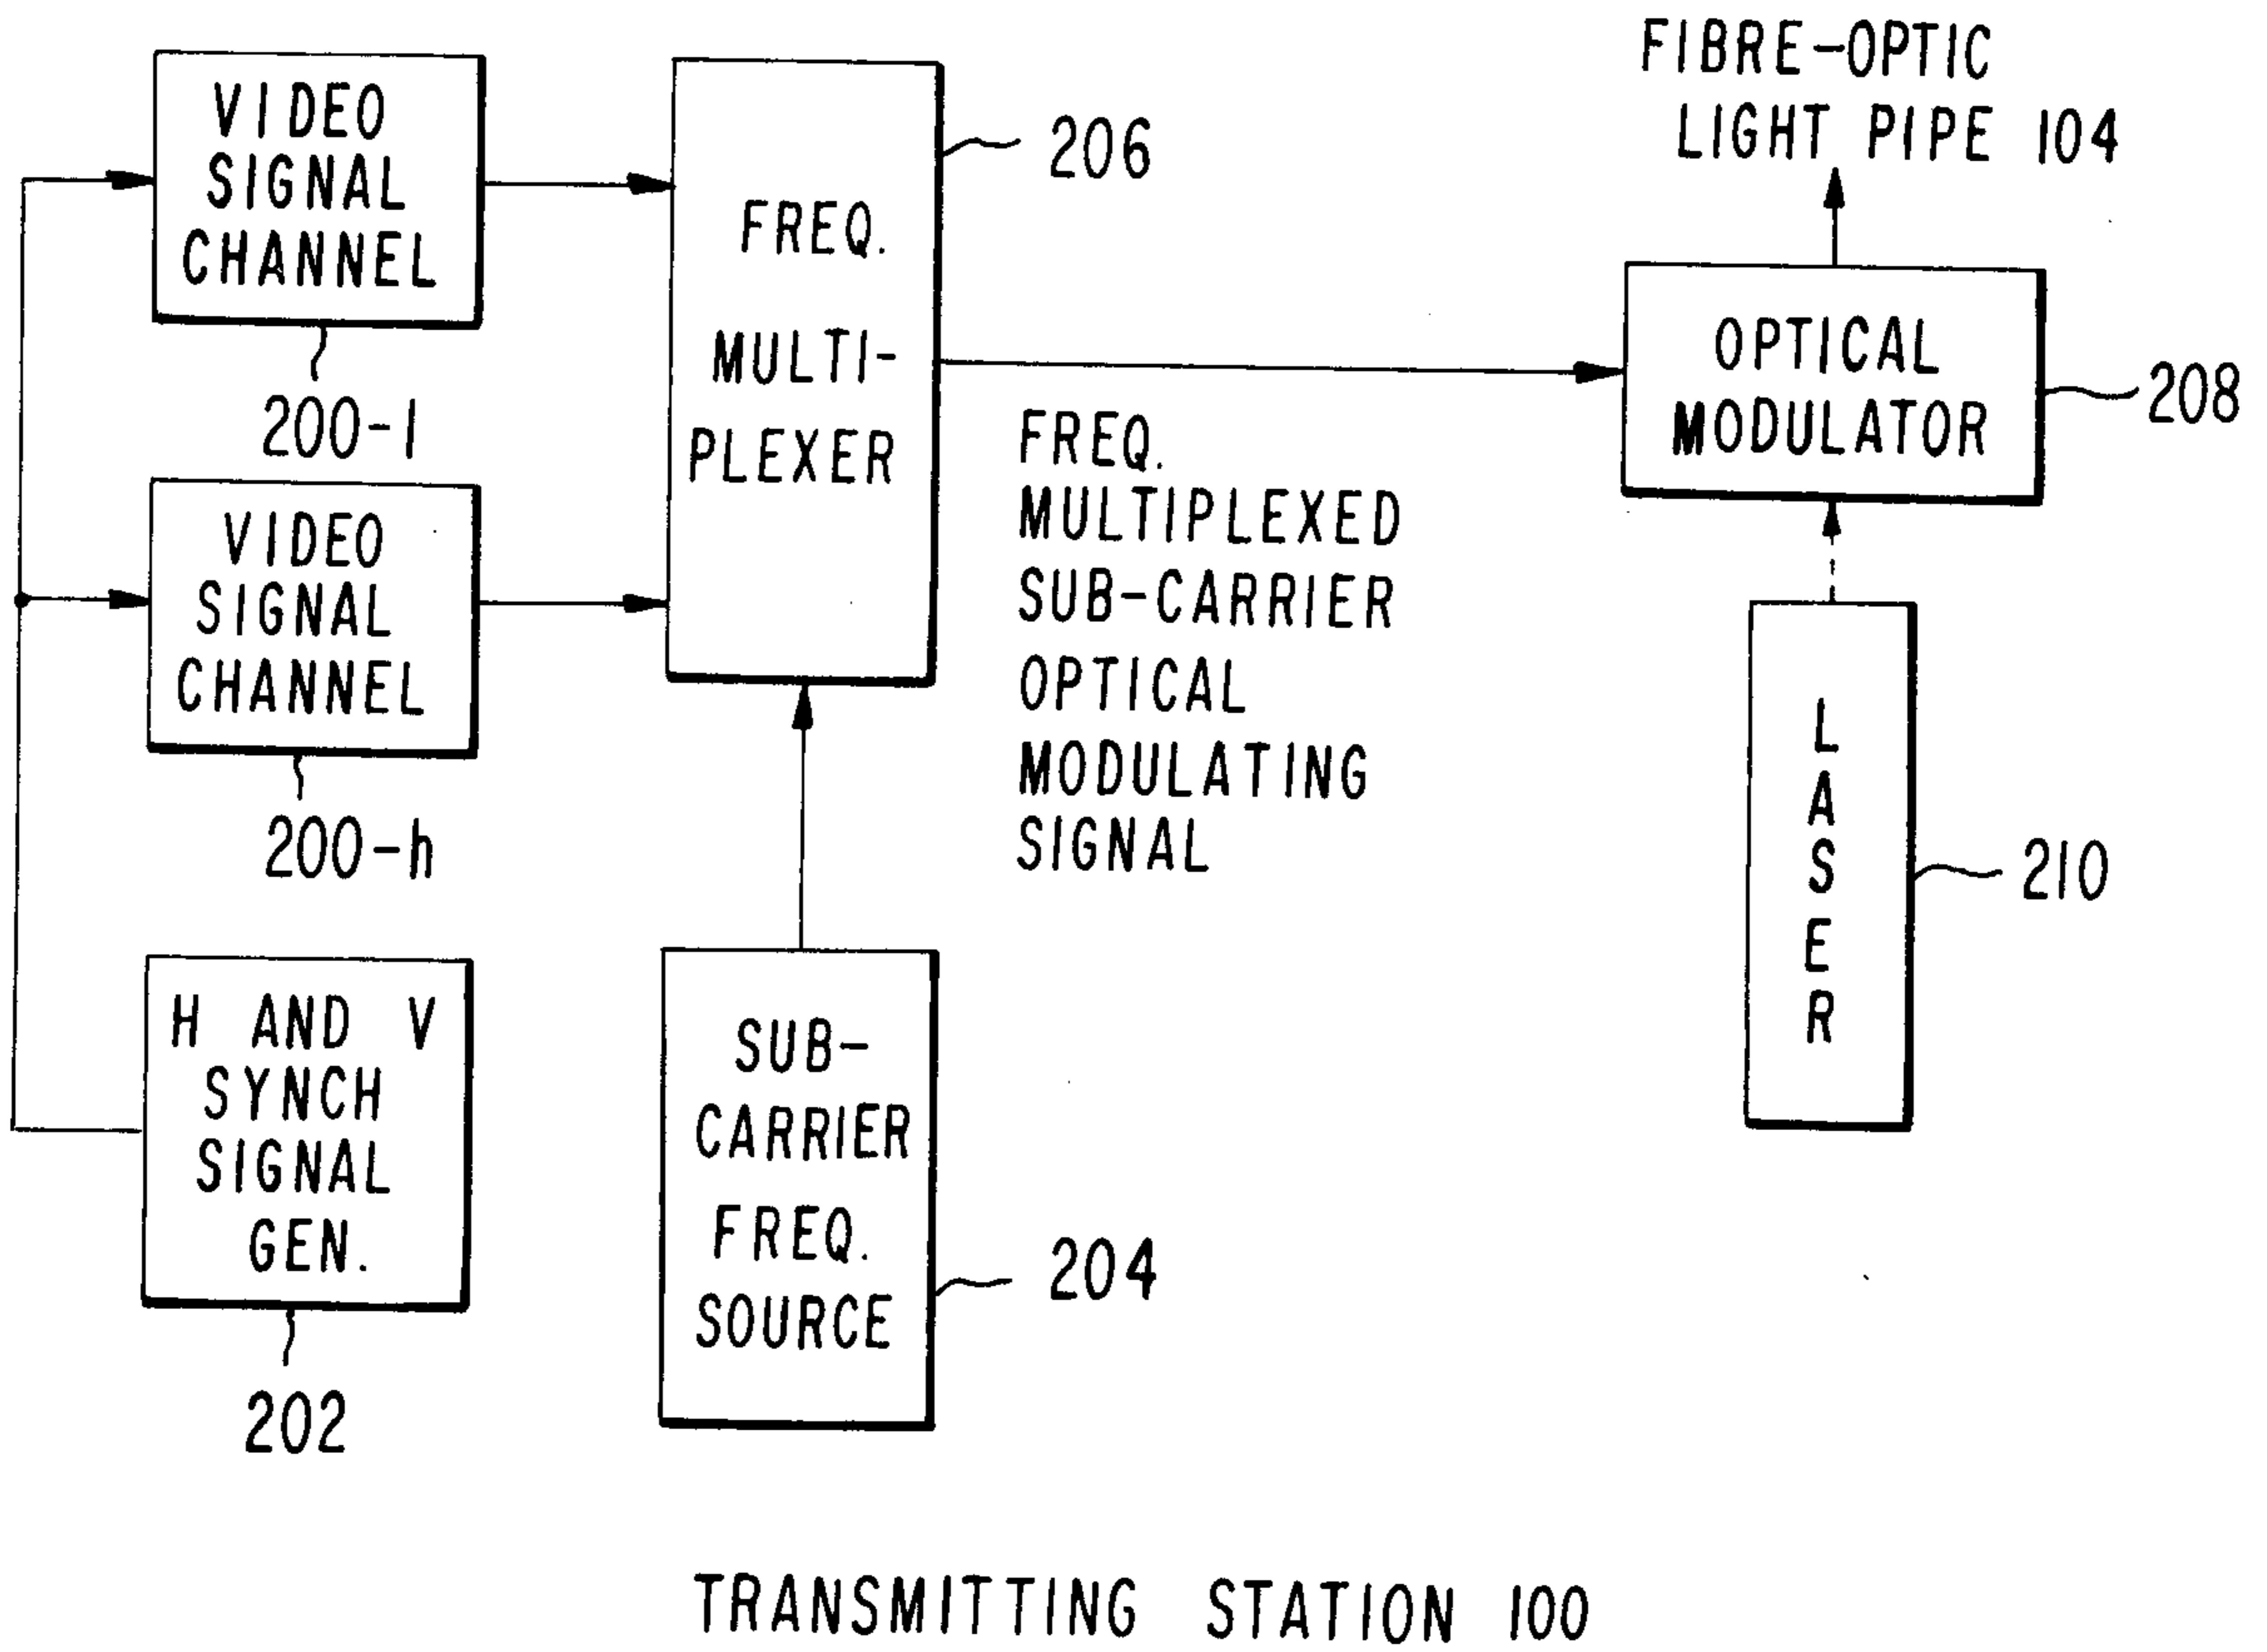 VIDEO
SIGNAL
CHANNEL
200-1
VIDEO
SIGNAL
CHANNEL
200-h
H AND V
SYNCH
SIGNAL
GEN.
202
206
FREQ.
MULTI-
PLEXER
FREQ.
MULTIPLEXED
SUB-CARRIER
OPTICAL
MODULATING
SIGNAL
SUB-
CARRIER
FREQ.
SOURCE
204
FIBRE-OPTIC
LIGHT PIPE 104
OPTICAL
MODULATOR
208
LASER
210
TRANSMITTING STATION 100